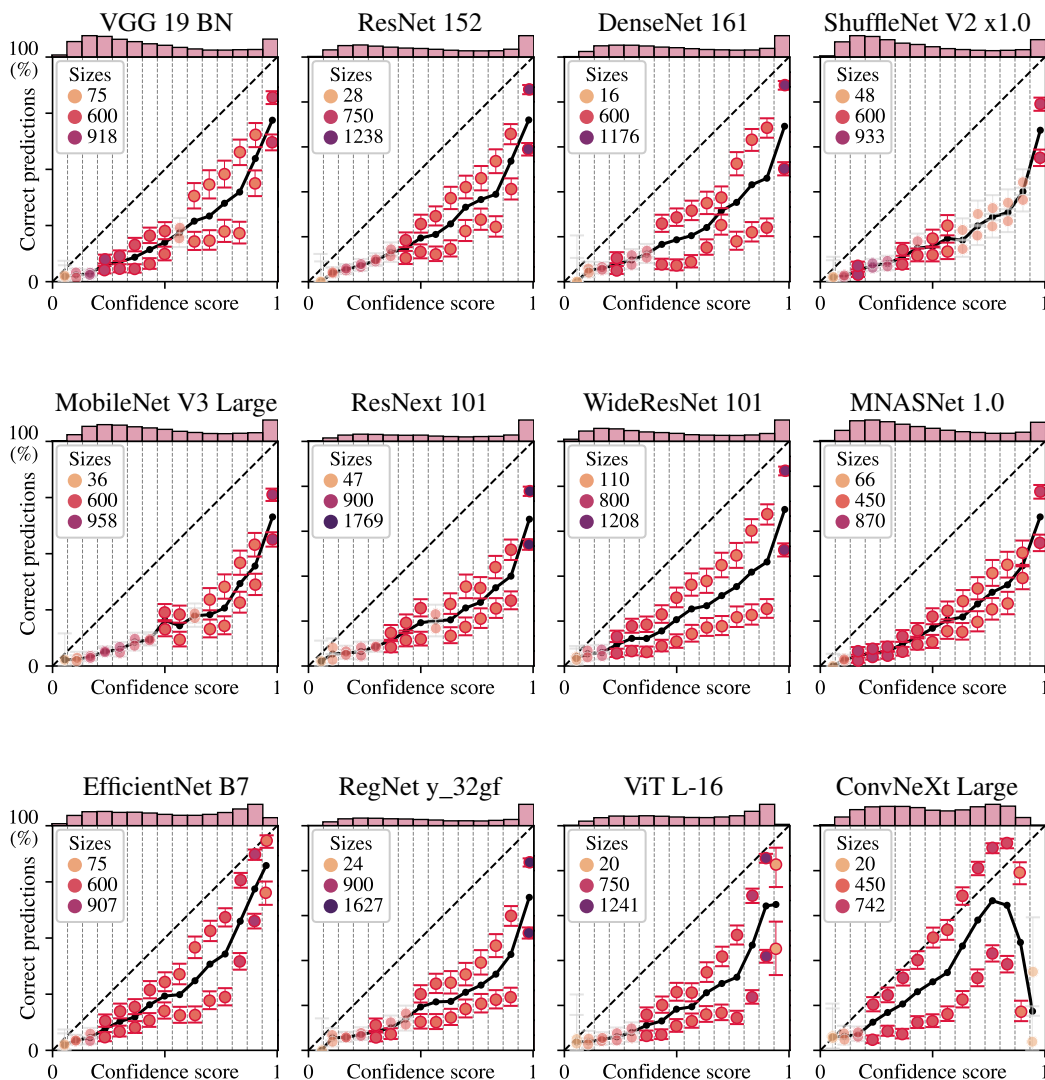 VGG 19 BN
ResNet 152
DenseNet 161
ShuffleNet V2 x1.0
100
(%)
Correct predictions
0
Sizes
75
600
918
Sizes
28
750
1238
Sizes
16
600
1176
Sizes
48
600
933
0 Confidence score 1
0 Confidence score 1
0 Confidence score 1
0 Confidence score 1
MobileNet V3 Large
ResNext 101
WideResNet 101
MNASNet 1.0
100
(%)
Correct predictions
0
Sizes
36
600
958
Sizes
47
900
1769
Sizes
110
800
1208
Sizes
66
450
870
0 Confidence score 1
0 Confidence score 1
0 Confidence score 1
0 Confidence score 1
EfficientNet B7
RegNet y_32gf
ViT L-16
ConvNeXt Large
100
(%)
Correct predictions
0
Sizes
75
600
907
Sizes
24
900
1627
Sizes
20
750
1241
Sizes
20
450
742
0 Confidence score 1
0 Confidence score 1
0 Confidence score 1
0 Confidence score 1